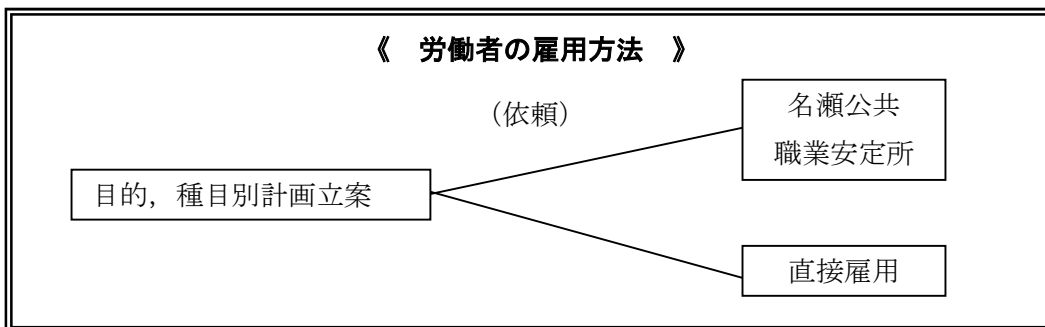 《　労働者の雇用方法　》
（依頼）
名瀬公共
職業安定所
目的，種目別計画立案
直接雇用